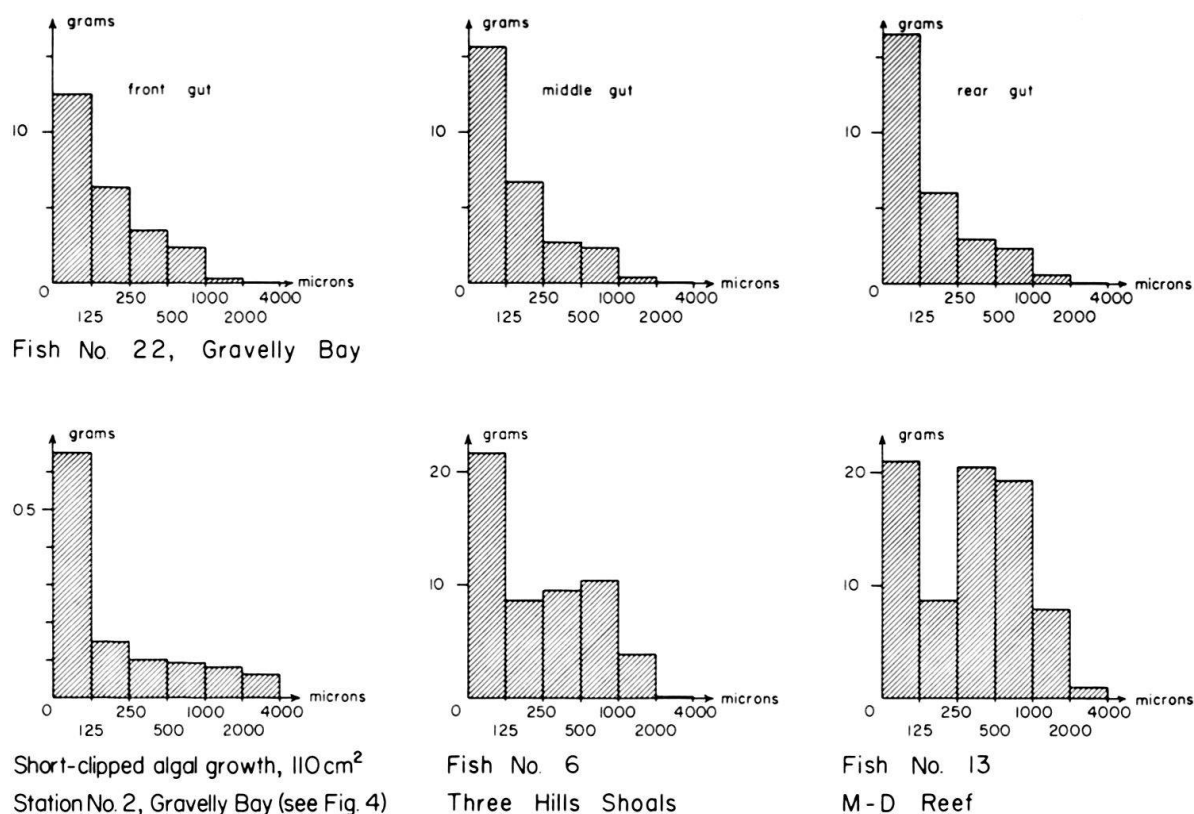 grams
front gut
10
0 250 1000 4000 microns
125 500 2000
grams
middle gut
10
0 250 1000 4000 microns
125 500 2000
grams
rear gut
10
0 250 1000 4000 microns
125 500 2000
Fish No. 22, Gravelly Bay
grams
0.5
0 250 1000 4000 microns
125 500 2000
Short-clipped algal growth, 110 cm²
Station No. 2, Gravelly Bay (see Fig. 4)
grams
20
10
0 250 1000 4000 microns
125 500 2000
Fish No. 6
Three Hills Shoals
grams
20
10
0 250 1000 4000 microns
125 500 2000
Fish No. 13
M-D Reef